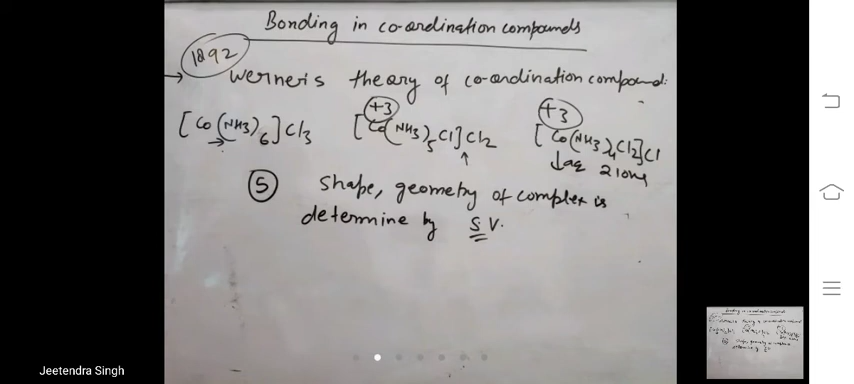 Bonding in co-ordination compounds
1892
→ Werner's theory of co-ordination compound:
[Co(NH3)6]Cl3 [Co(NH3)5Cl]Cl2 [Co(NH3)4Cl2]Cl
+3 +3
↓aq 2 ions
⑤ Shape, geometry of complex is
determine by S.V.
Jeetendra Singh